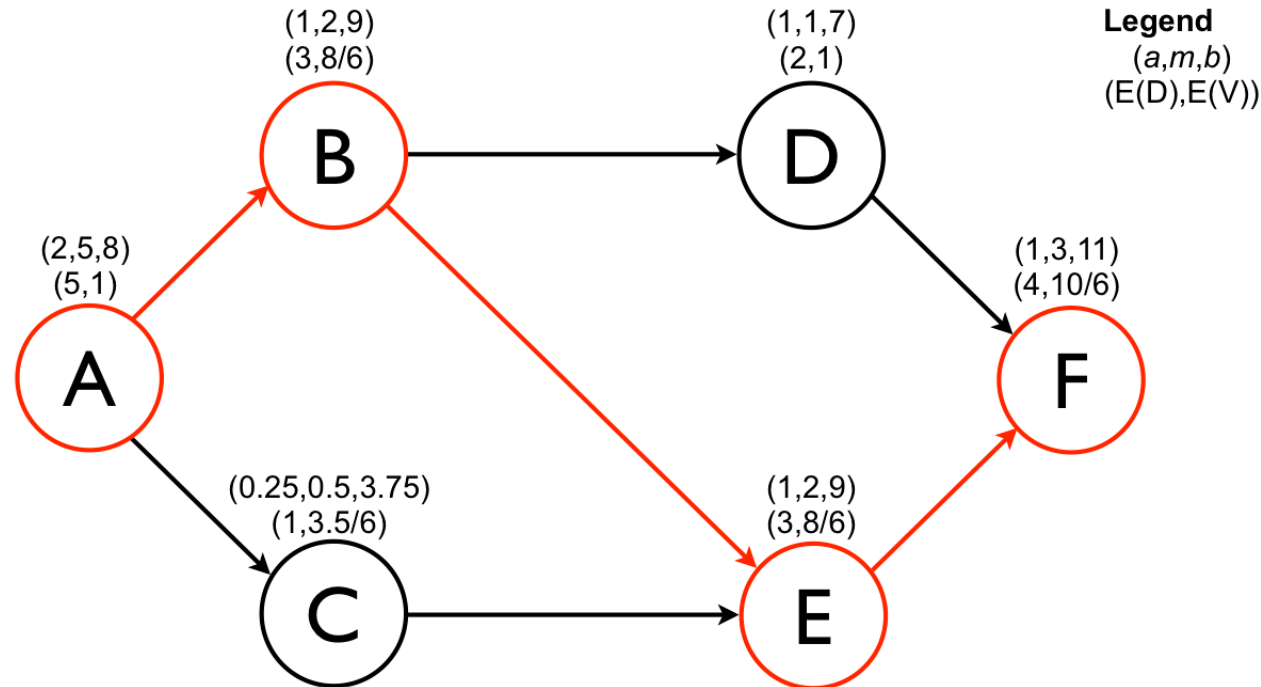 (1,2,9)
(3,8/6)
B
(1,1,7)
(2,1)
D
Legend
(a,m,b)
(E(D),E(V))
(2,5,8)
(5,1)
A
(1,3,11)
(4,10/6)
F
(0.25,0.5,3.75)
(1,3.5/6)
C
(1,2,9)
(3,8/6)
E